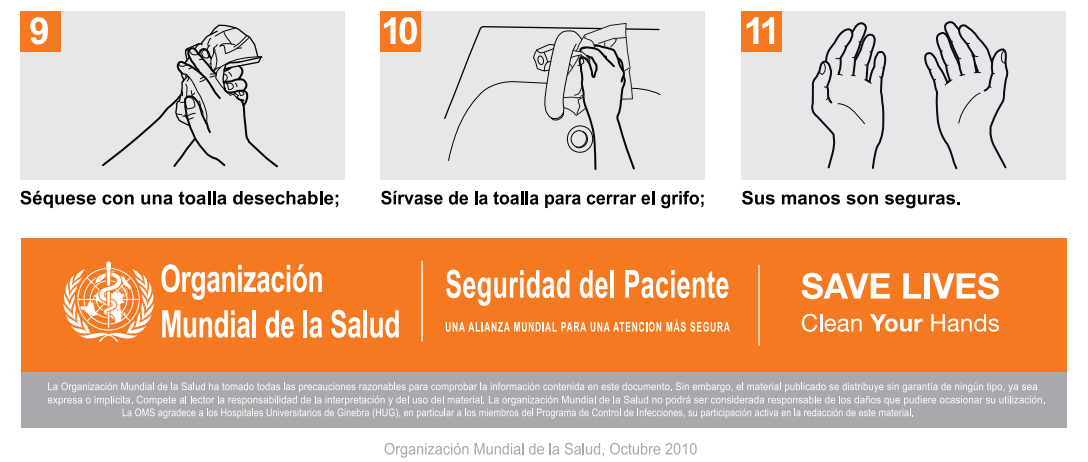 9
10
11
Séquese con una toalla desechable;
Sírvase de la toalla para cerrar el grifo;
Sus manos son seguras.
Organización
Mundial de la Salud
Seguridad del Paciente
UNA ALIANZA MUNDIAL PARA UNA ATENCION MÁS SEGURA
SAVE LIVES
Clean Your Hands
La Organización Mundial de la Salud ha tomado todas las precauciones razonables para comprobar la información contenida en este documento. Sin embargo, el material publicado se distribuye sin garantía de ningún tipo, ya sea
expresa o implícita. Compete al lector la responsabilidad de la interpretación y del uso del material. La organización Mundial de la Salud no podrá ser considerada responsable de los daños que pudiere ocasionar su utilización.
La OMS agradece a los Hospitales Universitarios de Ginebra (HUG), en particular a los miembros del Programa de Control de Infecciones, su participación activa en la redacción de este material.
Organización Mundial de la Salud, Octubre 2010